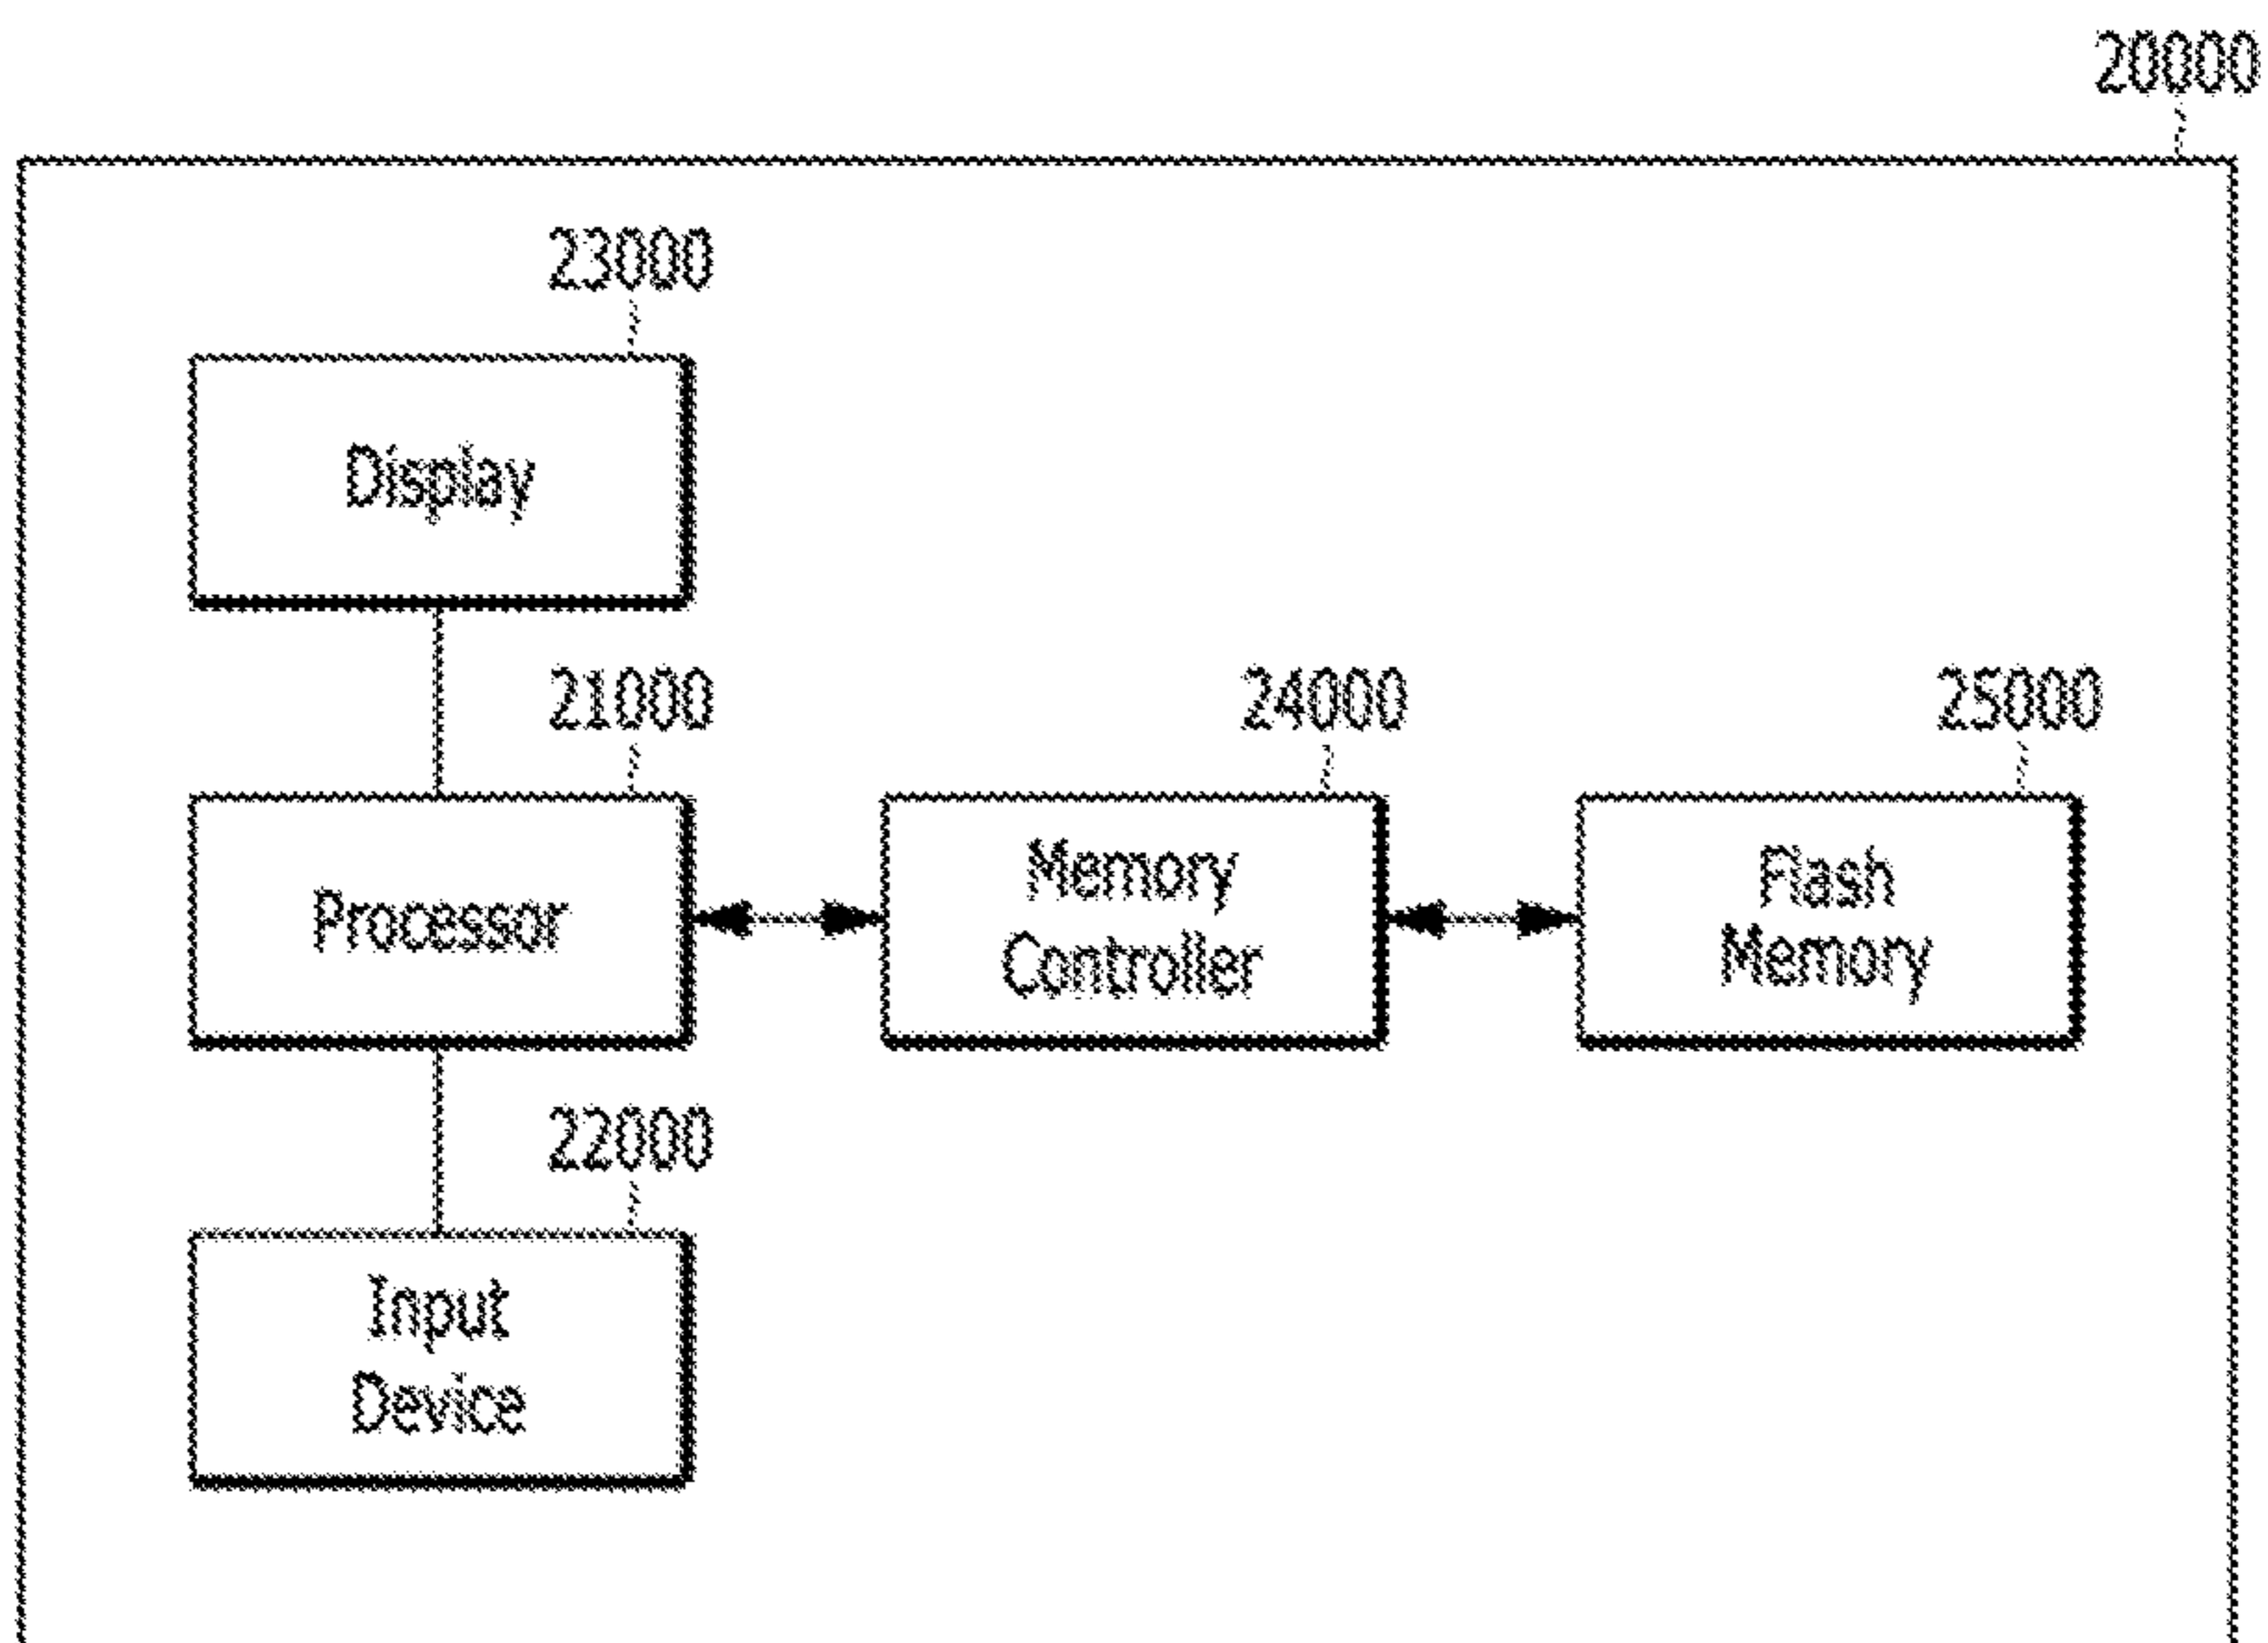 20000
23000
Display
21000
24000
25000
Processor
Memory
Controller
Flash
Memory
22000
Input
Device